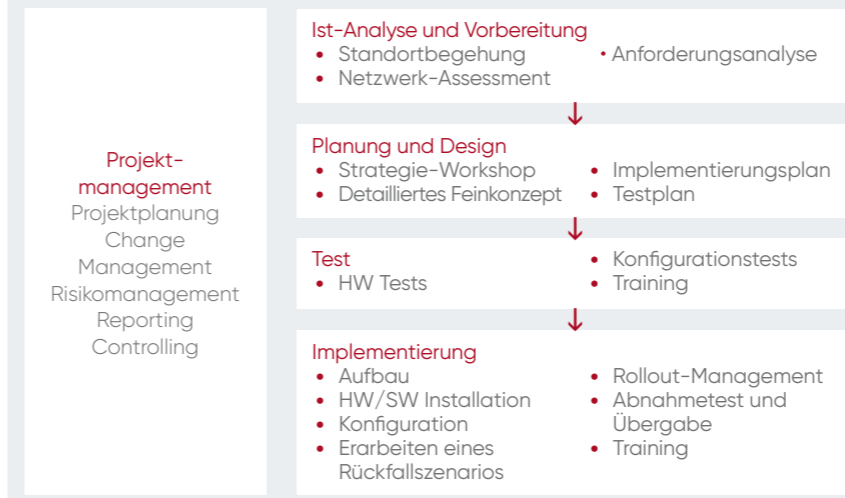 Projekt-
management
Projektplanung
Change
Management
Risikomanagement
Reporting
Controlling
Ist-Analyse und Vorbereitung
• Standortbegehung
• Netzwerk-Assessment
• Anforderungsanalyse
Planung und Design
• Strategie-Workshop
• Detailliertes Feinkonzept
• Implementierungsplan
• Testplan
Test
• HW Tests
• Konfigurationstests
• Training
Implementierung
• Aufbau
• HW/SW Installation
• Konfiguration
• Erarbeiten eines
Rückfallszenarios
• Rollout-Management
• Abnahmetest und
Übergabe
• Training